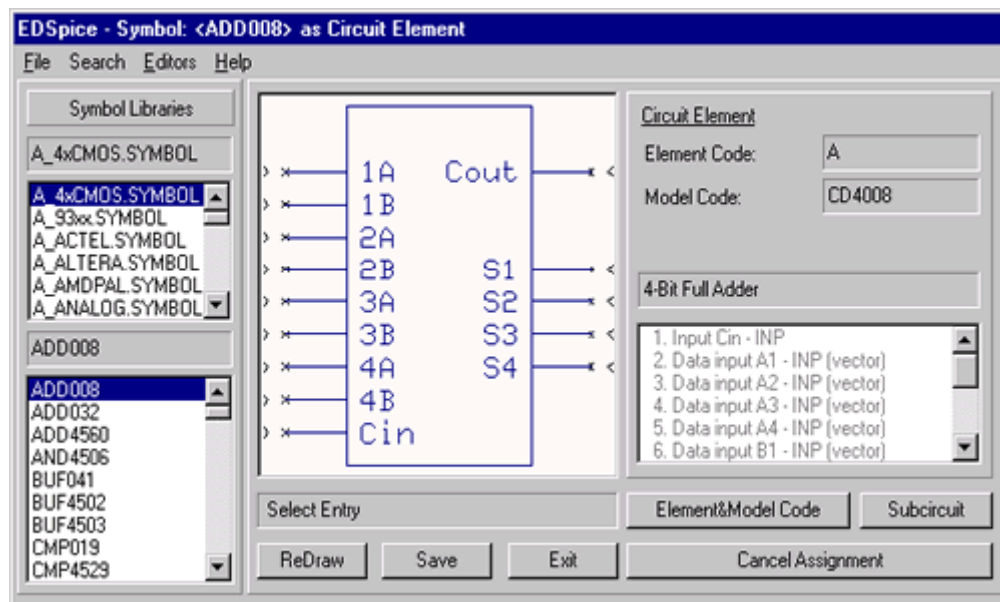 EDSpice - Symbol: <ADD008> as Circuit Element
File Search Editors Help
Symbol Libraries
A_4xCMOS.SYMBOL
A_4xCMOS.SYMBOL
A_93xx.SYMBOL
A_ACTEL.SYMBOL
A_ALTERA.SYMBOL
A_AMDPAL.SYMBOL
A_ANALOG.SYMBOL
ADD008
ADD008
ADD032
ADD4560
AND4506
BUF041
BUF4502
BUF4503
CMP019
CMP4529
1A Cout
1B
2A
2B S1
3A S2
3B S3
4A S4
4B
Cin
Select Entry
ReDraw Save Exit
Circuit Element
Element Code: A
Model Code: CD4008
4-Bit Full Adder
1. Input Cin - INP
2. Data input A1 - INP (vector)
3. Data input A2 - INP (vector)
4. Data input A3 - INP (vector)
5. Data input A4 - INP (vector)
6. Data input B1 - INP (vector)
Element&Model Code Subcircuit
Cancel Assignment